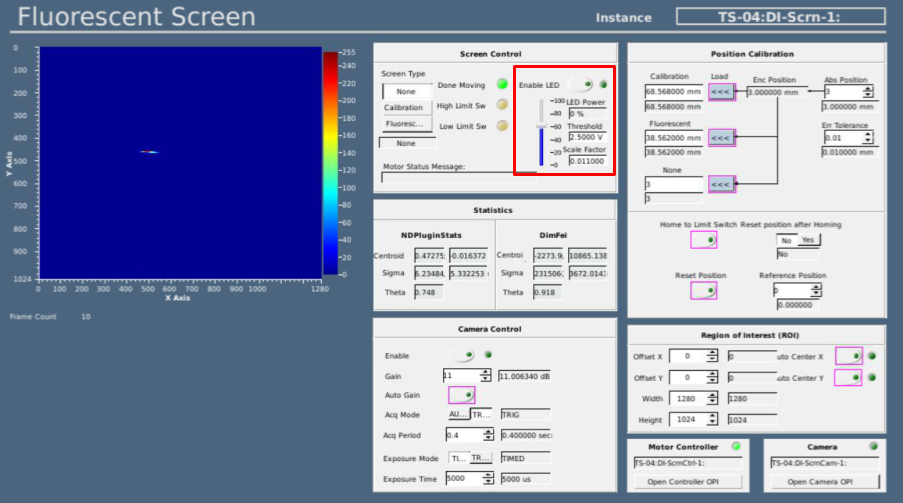 Fluorescent Screen
Instance
TS-04:DI-Scrn-1:
Y Axis
0
100
200
300
400
500
600
700
800
900
1024
0 100 200 300 400 500 600 700 800 900 1000 1280
X Axis
255
240
220
200
180
160
140
120
100
80
60
40
20
0
Frame Count 10
Screen Control
Screen Type
None
Calibration
Fluoresc...
None
Done Moving
High Limit Sw
Low Limit Sw
Motor Status Message:
Enable LED
100
80
60
40
20
0
LED Power
0 %
Threshold
2.5000 V
Scale Factor
0.011000
Statistics
NDPluginStats
DimFei
Centroid 0.47275 -0.016372
Centroi -2273.9, 10865.138
Sigma 6.23484, 5.332253
Sigma 231506 3672.014
Theta 0.748
Theta 0.918
Camera Control
Enable
Gain 11 11.006340 dB
Auto Gain
Acq Mode AU... TR... TRIG
Acq Period 0.4 0.400000 sec
Exposure Mode TI... TR... TIMED
Exposure Time 5000 5000 us
Position Calibration
Calibration Load Enc Position Abs Position
68.568000 mm <<< 3.000000 mm 3
68.568000 mm 3.000000 mm
Fluorescent Err Tolerance
38.562000 mm <<< 0.01
38.562000 mm 0.010000 mm
None
3 <<<
3
Home to Limit Switch Reset position after Homing
No Yes
No
Reset Position Reference Position
0
0.000000
Region of Interest (ROI)
Offset X 0 0 uto Center X
Offset Y 0 0 uto Center Y
Width 1280 1280
Height 1024 1024
Motor Controller
TS-04:DI-ScrnCtrl-1:
Open Controller OPI
Camera
TS-04:DI-ScrnCam-1:
Open Camera OPI